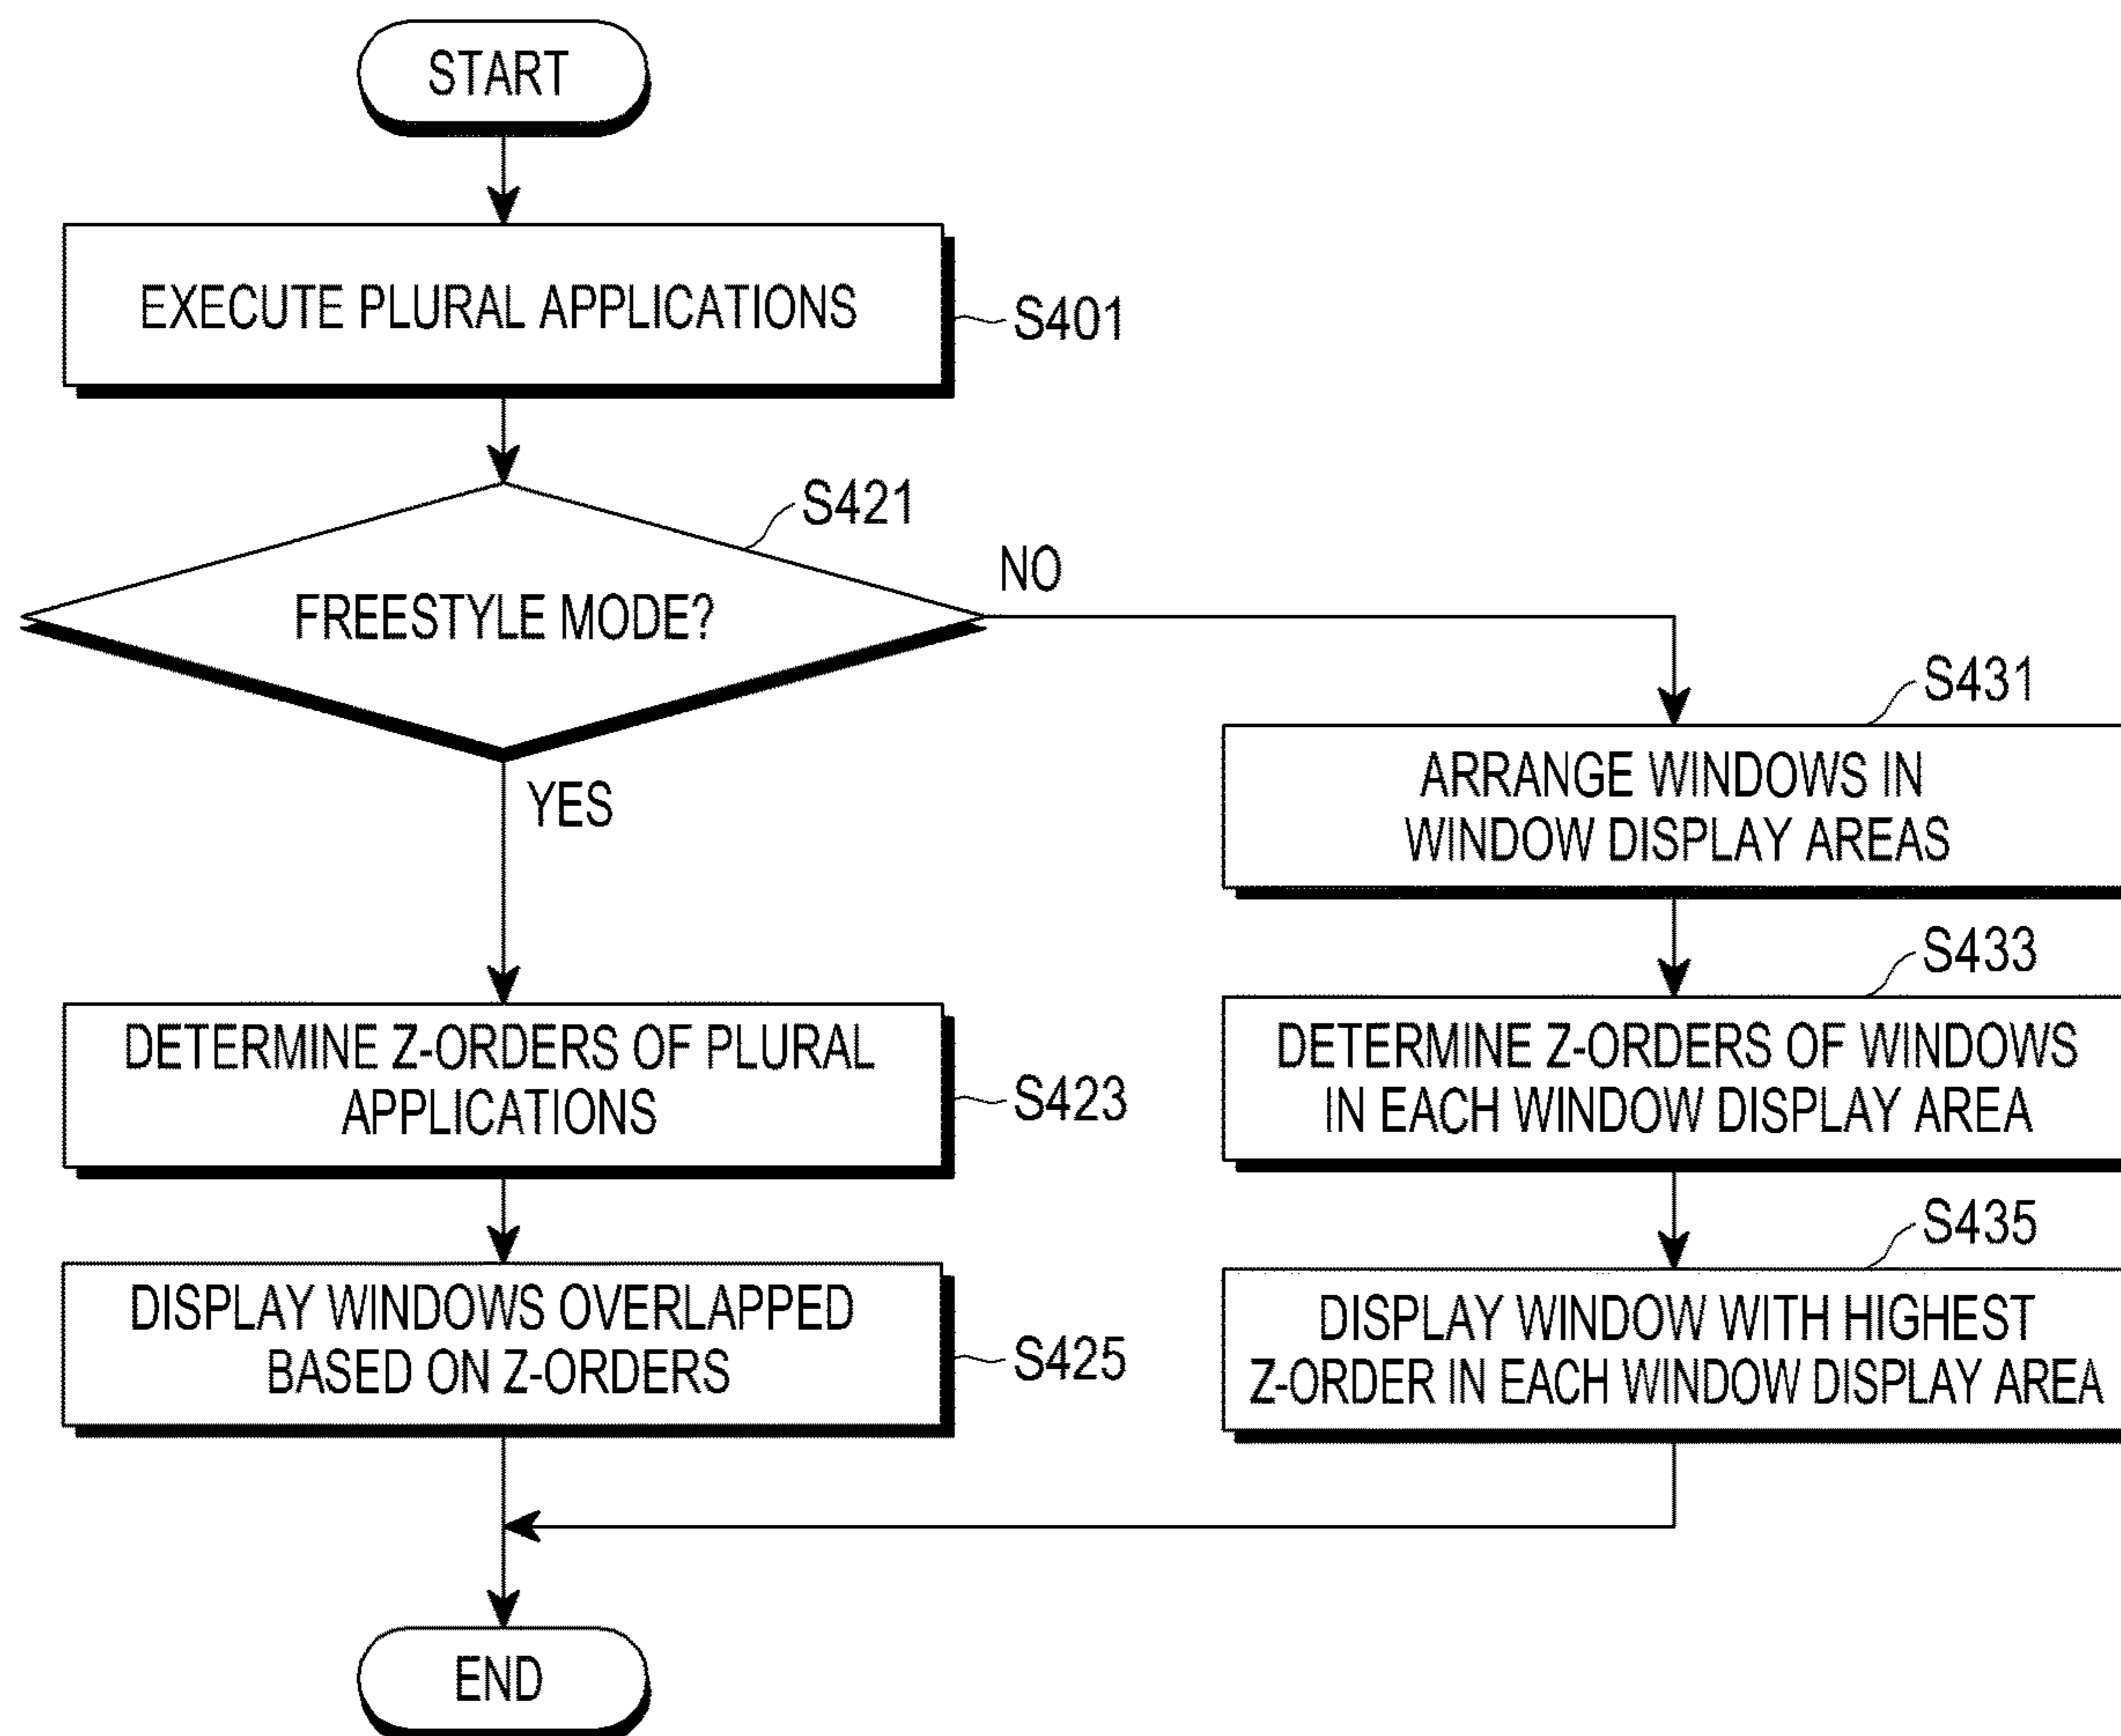 START
EXECUTE PLURAL APPLICATIONS
S401
S421
FREESTYLE MODE?
NO
YES
DETERMINE Z-ORDERS OF PLURAL
APPLICATIONS
S423
DISPLAY WINDOWS OVERLAPPED
BASED ON Z-ORDERS
S425
S431
ARRANGE WINDOWS IN
WINDOW DISPLAY AREAS
S433
DETERMINE Z-ORDERS OF WINDOWS
IN EACH WINDOW DISPLAY AREA
S435
DISPLAY WINDOW WITH HIGHEST
Z-ORDER IN EACH WINDOW DISPLAY AREA
END